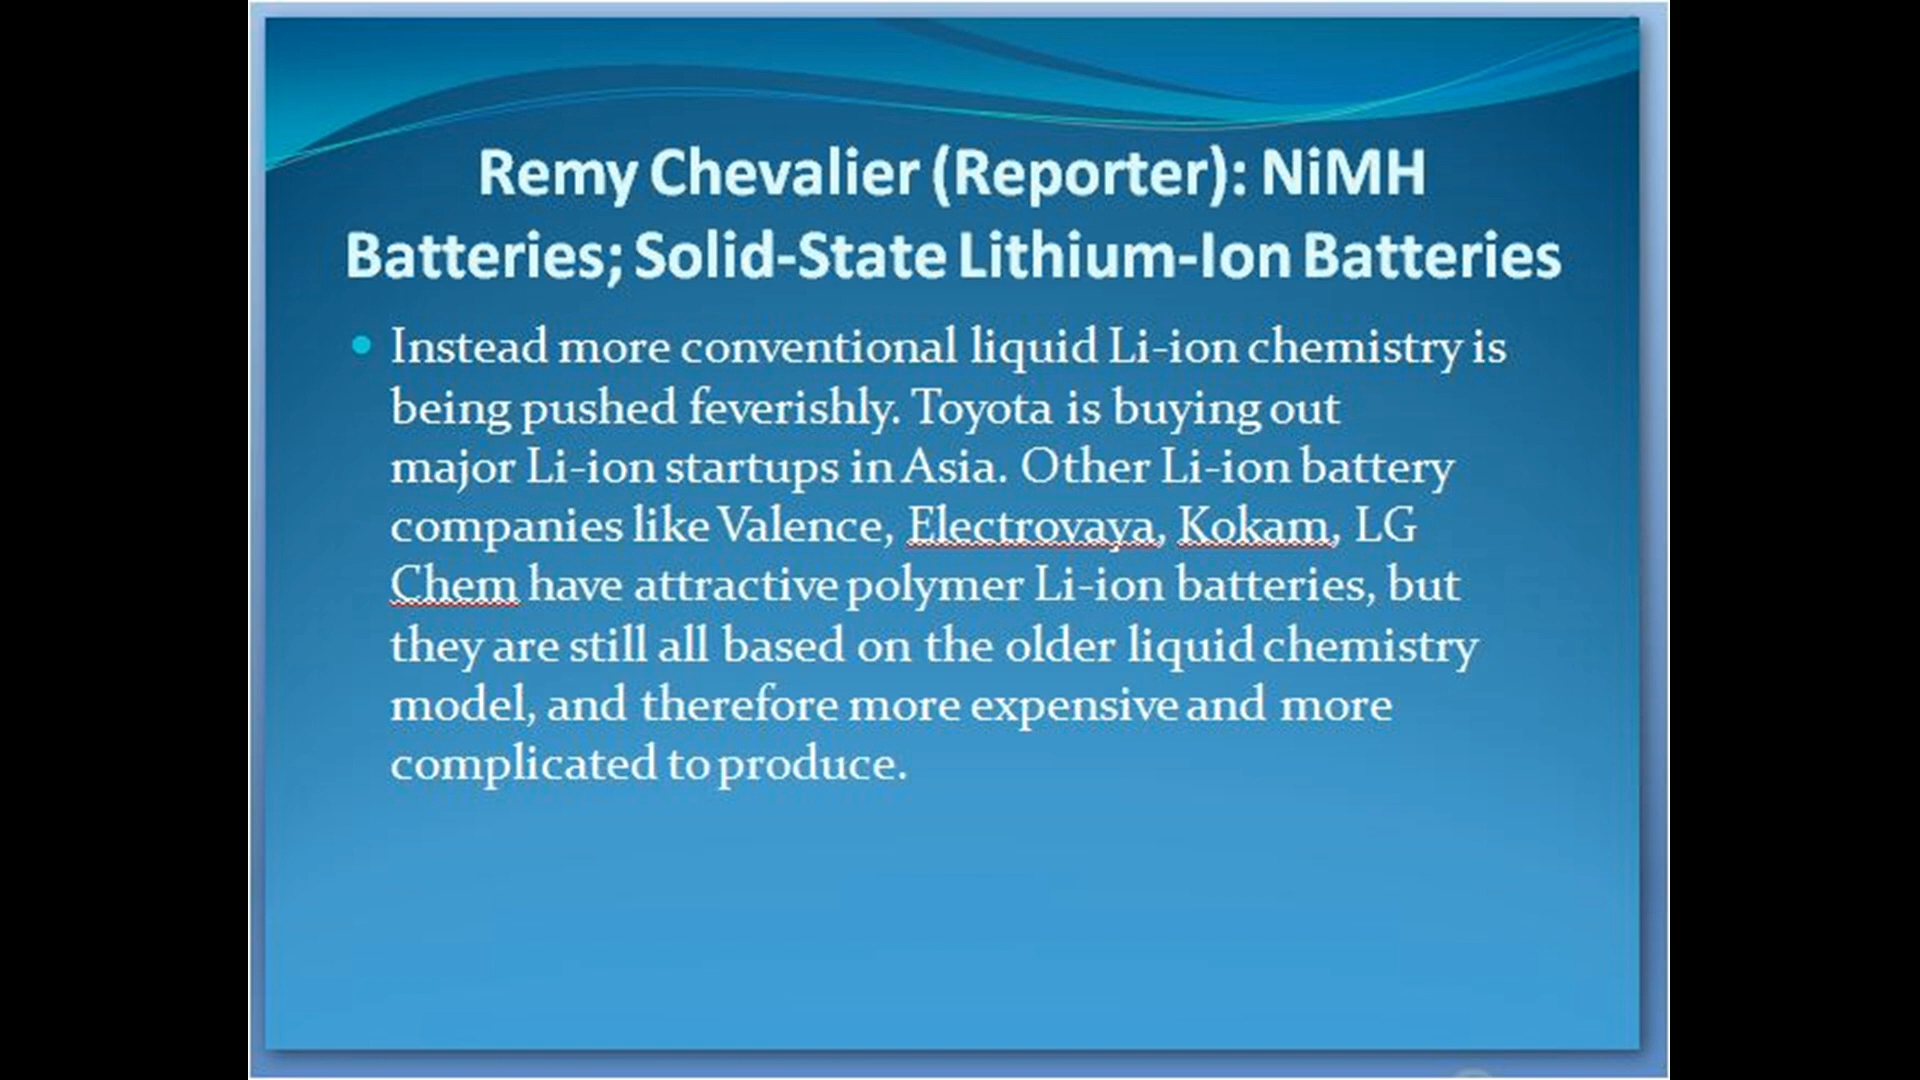 Remy Chevalier (Reporter): NiMH
Batteries; Solid-State Lithium-Ion Batteries
Instead more conventional liquid Li-ion chemistry is
being pushed feverishly. Toyota is buying out
major Li-ion startups in Asia. Other Li-ion battery
companies like Valence, Electrovaya, Kokam, LG
Chem have attractive polymer Li-ion batteries, but
they are still all based on the older liquid chemistry
model, and therefore more expensive and more
complicated to produce.